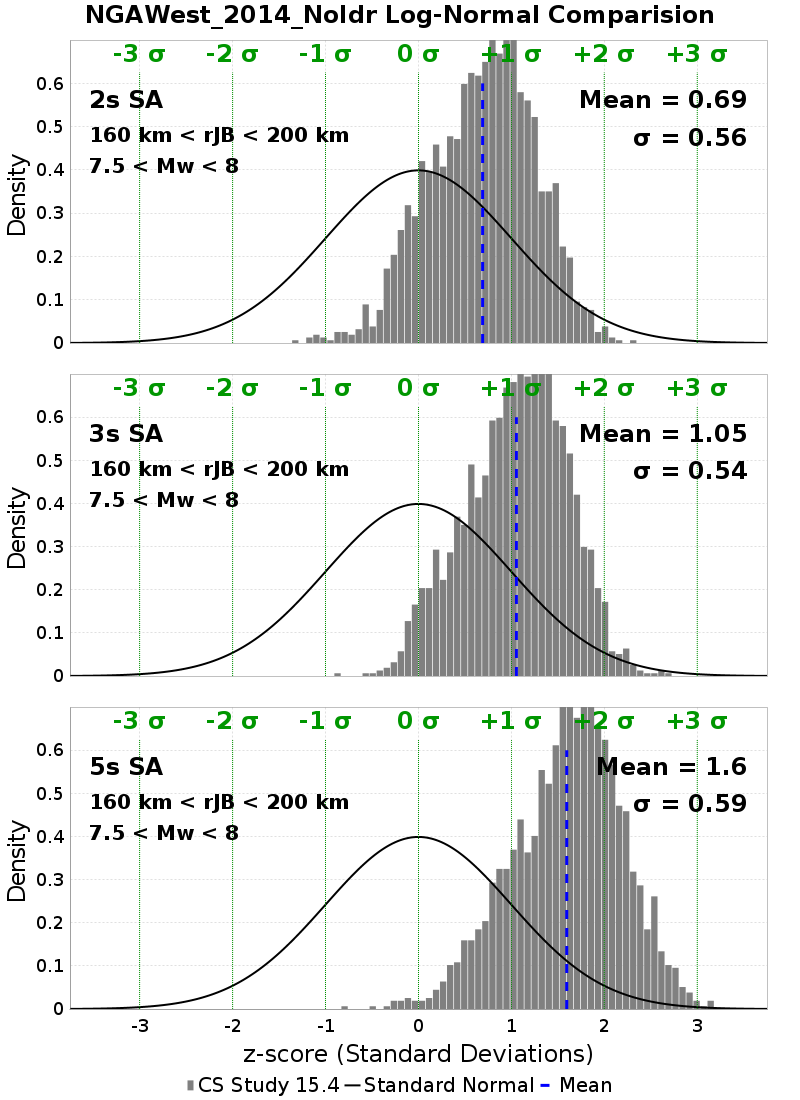 NGAWest_2014_NoIdr Log-Normal Comparision
-3 σ -2 σ -1 σ 0 σ +1 σ +2 σ +3 σ
2s SA Mean = 0.69
160 km < rJB < 200 km σ = 0.56
7.5 < Mw < 8
Density
0.6
0.5
0.4
0.3
0.2
0.1
0
-3 σ -2 σ -1 σ 0 σ +1 σ +2 σ +3 σ
3s SA Mean = 1.05
160 km < rJB < 200 km σ = 0.54
7.5 < Mw < 8
Density
0.6
0.5
0.4
0.3
0.2
0.1
0
-3 σ -2 σ -1 σ 0 σ +1 σ +2 σ +3 σ
5s SA Mean = 1.6
160 km < rJB < 200 km σ = 0.59
7.5 < Mw < 8
Density
0.6
0.5
0.4
0.3
0.2
0.1
0
-3 -2 -1 0 1 2 3
z-score (Standard Deviations)
CS Study 15.4 Standard Normal Mean